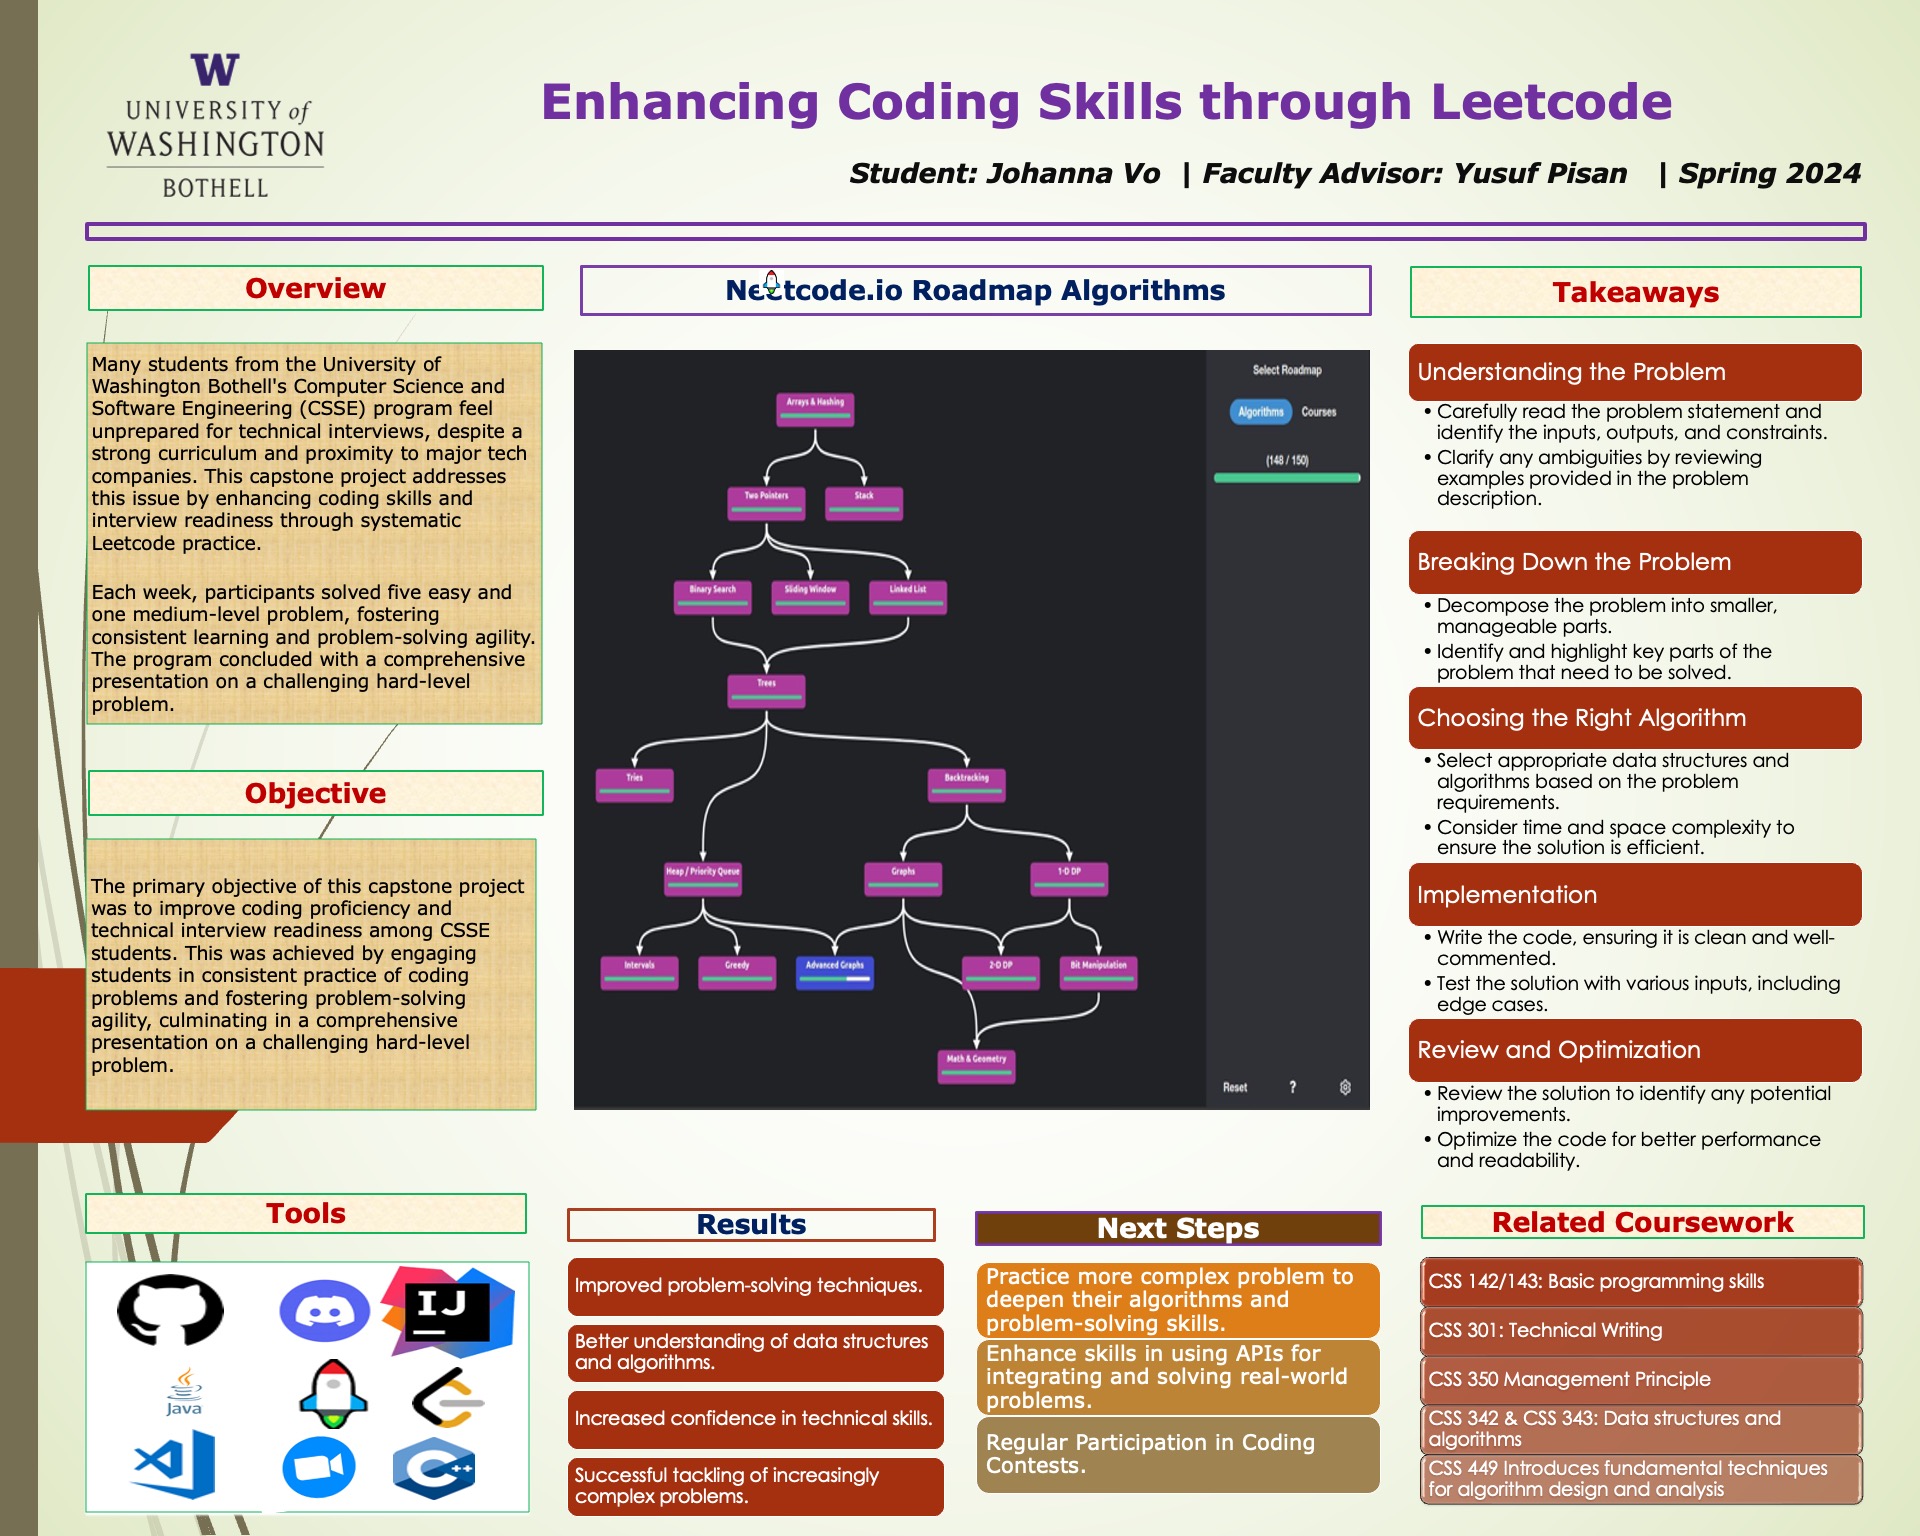 W
UNIVERSITY of
WASHINGTON
BOTHELL
Enhancing Coding Skills through Leetcode
Student: Johanna Vo | Faculty Advisor: Yusuf Pisan | Spring 2024
Overview
Many students from the University of
Washington Bothell's Computer Science and
Software Engineering (CSSE) program feel
unprepared for technical interviews, despite a
strong curriculum and proximity to major tech
companies. This capstone project addresses
this issue by enhancing coding skills and
interview readiness through systematic
Leetcode practice.
Each week, participants solved five easy and
one medium-level problem, fostering
consistent learning and problem-solving agility.
The program concluded with a comprehensive
presentation on a challenging hard-level
problem.
Objective
The primary objective of this capstone project
was to improve coding proficiency and
technical interview readiness among CSSE
students. This was achieved by engaging
students in consistent practice of coding
problems and fostering problem-solving
agility, culminating in a comprehensive
presentation on a challenging hard-level
problem.
Tools
IJ
Java
C++
Neetcode.io Roadmap Algorithms
Select Roadmap
Algorithms Courses
(148 / 150)
Arrays & Hashing
Two Pointers Stack
Binary Search Sliding Window Linked List
Trees
Tries Backtracking
Heap / Priority Queue Graphs 1-D DP
Intervals Greedy Advanced Graphs 2-D DP Bit Manipulation
Math & Geometry
Reset ?
Results
Improved problem-solving techniques.
Better understanding of data structures
and algorithms.
Increased confidence in technical skills.
Successful tackling of increasingly
complex problems.
Next Steps
Practice more complex problem to
deepen their algorithms and
problem-solving skills.
Enhance skills in using APIs for
integrating and solving real-world
problems.
Regular Participation in Coding
Contests.
Takeaways
Understanding the Problem
• Carefully read the problem statement and
identify the inputs, outputs, and constraints.
• Clarify any ambiguities by reviewing
examples provided in the problem
description.
Breaking Down the Problem
• Decompose the problem into smaller,
manageable parts.
• Identify and highlight key parts of the
problem that need to be solved.
Choosing the Right Algorithm
• Select appropriate data structures and
algorithms based on the problem
requirements.
• Consider time and space complexity to
ensure the solution is efficient.
Implementation
• Write the code, ensuring it is clean and well-
commented.
• Test the solution with various inputs, including
edge cases.
Review and Optimization
• Review the solution to identify any potential
improvements.
• Optimize the code for better performance
and readability.
Related Coursework
CSS 142/143: Basic programming skills
CSS 301: Technical Writing
CSS 350 Management Principle
CSS 342 & CSS 343: Data structures and
algorithms
CSS 449 Introduces fundamental techniques
for algorithm design and analysis